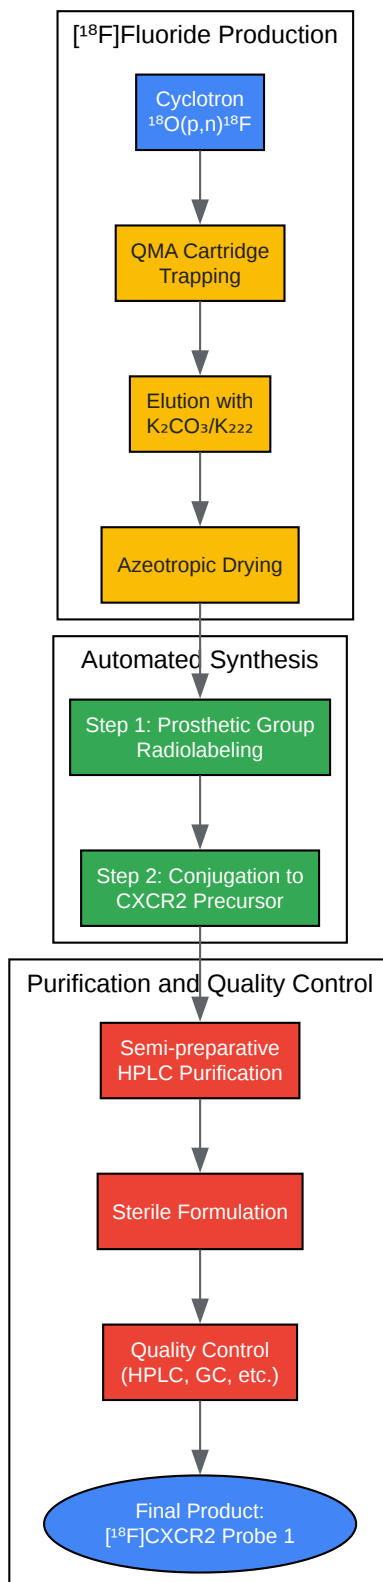 [¹⁸F]Fluoride Production
Cyclotron
¹⁸O(p,n)¹⁸F
QMA Cartridge
Trapping
Elution with
K₂CO₃/K₂₂₂
Azeotropic Drying
Automated Synthesis
Step 1: Prosthetic Group
Radiolabeling
Step 2: Conjugation to
CXCR2 Precursor
Purification and Quality Control
Semi-preparative
HPLC Purification
Sterile Formulation
Quality Control
(HPLC, GC, etc.)
Final Product:
[¹⁸F]CXCR2 Probe 1